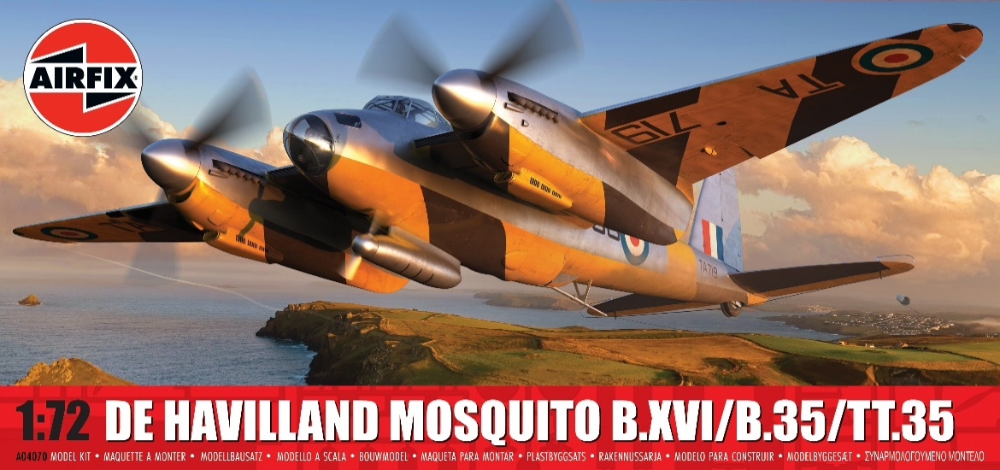 AIRFIX
TA
719
TA719
1:72 DE HAVILLAND MOSQUITO B.XVI/B.35/TT.35
A04070 MODEL KIT • MAQUETTE A MONTER • MODELLBAUSATZ • MODELLO A SCALA • BOUWMODEL • MAQUETA PARA MONTAR • PLASTBYGGSATS • RAKENNUSSARJA • MODELO PARA CONSTRUIR • MODELBYGGESÆT • ΣΥΝΑΡΜΟΛΟΓΟΥΜΕΝΟ ΜΟΝΤΕΛΟ